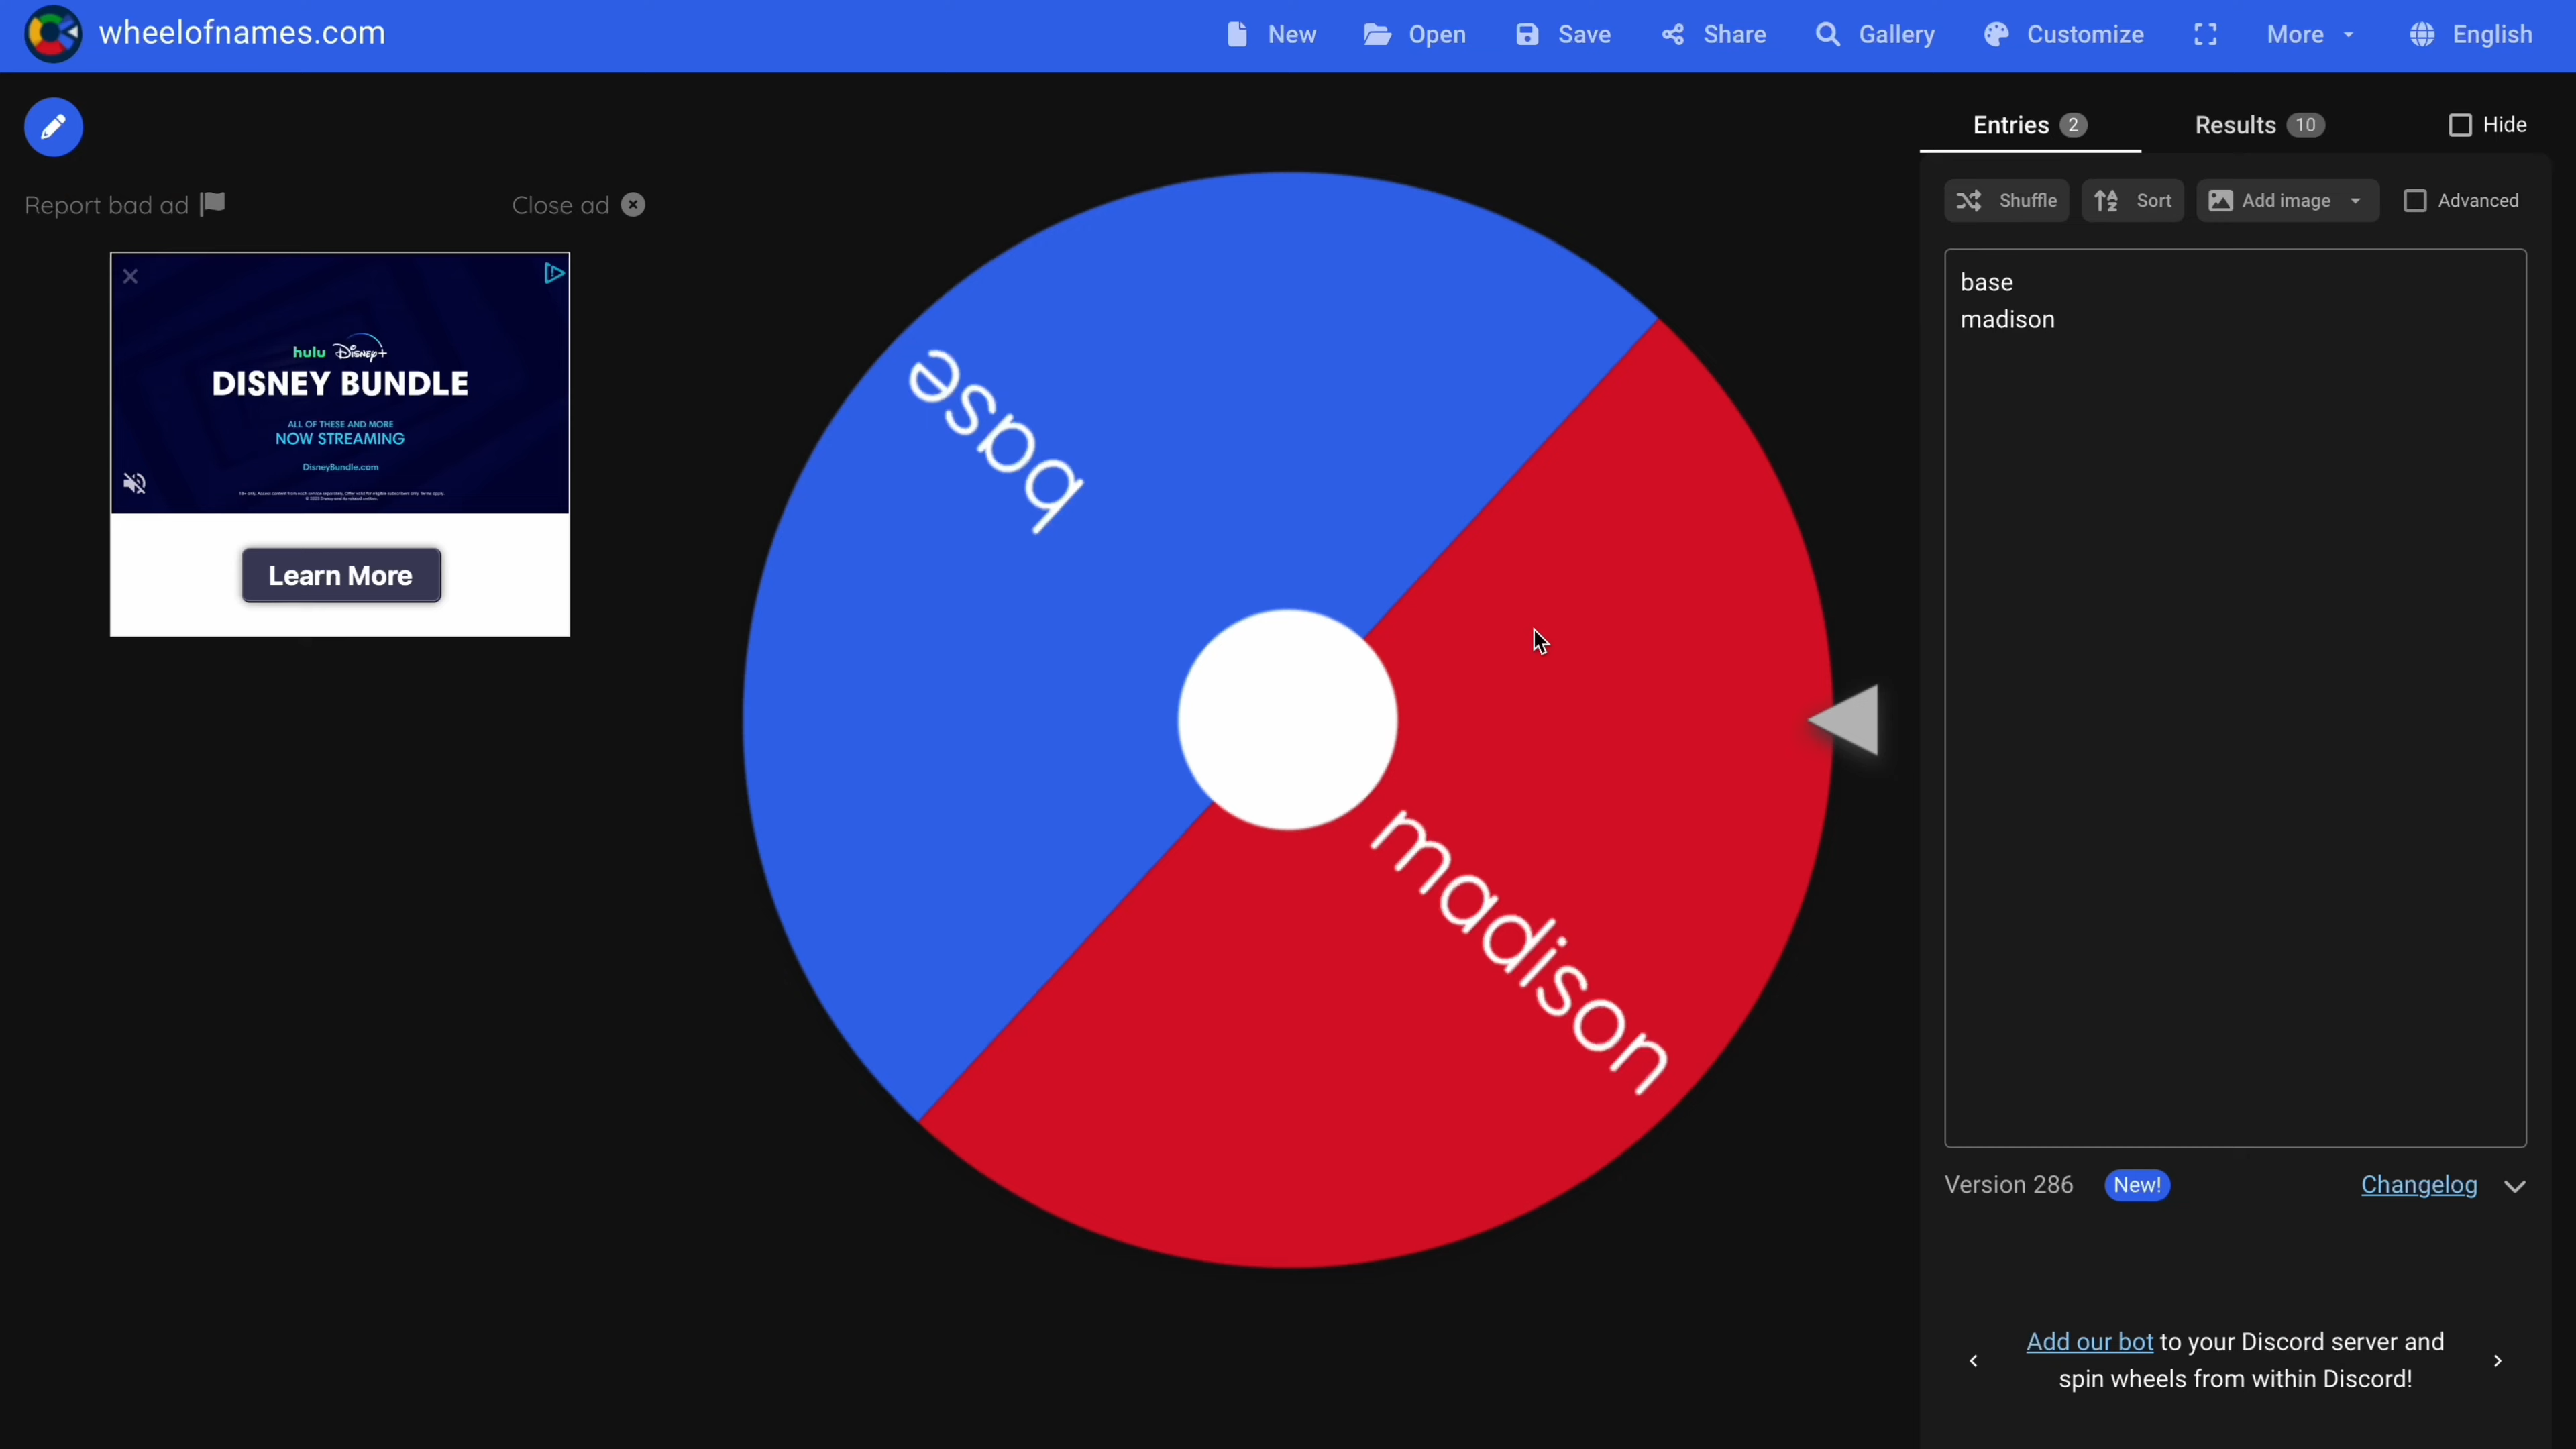 wheelofnames.com
New
Open
Save
Share
Gallery
Customize
More
English
Entries 2
Results 10
Hide
Report bad ad
Close ad
Shuffle
Sort
Add image
Advanced
hulu Disney+
DISNEY BUNDLE
ALL OF THESE AND MORE
NOW STREAMING
DisneyBundle.com
Learn More
base
madison
base
madison
Version 286
New!
Changelog
Add our bot to your Discord server and
spin wheels from within Discord!